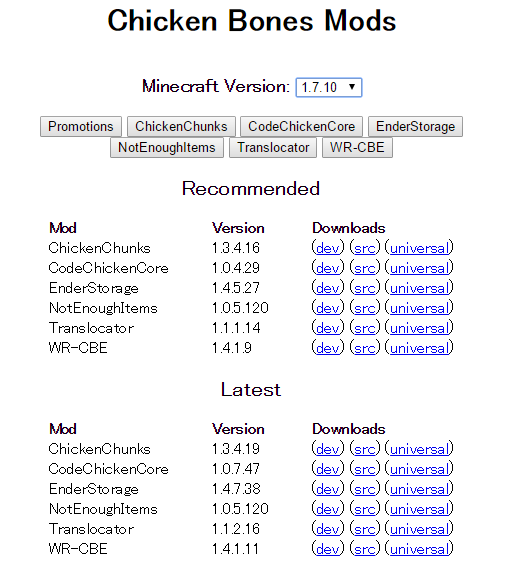 Chicken Bones Mods
Minecraft Version: 1.7.10
Promotions ChickenChunks CodeChickenCore EnderStorage
NotEnoughItems Translocator WR-CBE
Recommended
Mod Version Downloads
ChickenChunks 1.3.4.16 (dev) (src) (universal)
CodeChickenCore 1.0.4.29 (dev) (src) (universal)
EnderStorage 1.4.5.27 (dev) (src) (universal)
NotEnoughItems 1.0.5.120 (dev) (src) (universal)
Translocator 1.1.1.14 (dev) (src) (universal)
WR-CBE 1.4.1.9 (dev) (src) (universal)
Latest
Mod Version Downloads
ChickenChunks 1.3.4.19 (dev) (src) (universal)
CodeChickenCore 1.0.7.47 (dev) (src) (universal)
EnderStorage 1.4.7.38 (dev) (src) (universal)
NotEnoughItems 1.0.5.120 (dev) (src) (universal)
Translocator 1.1.2.16 (dev) (src) (universal)
WR-CBE 1.4.1.11 (dev) (src) (universal)